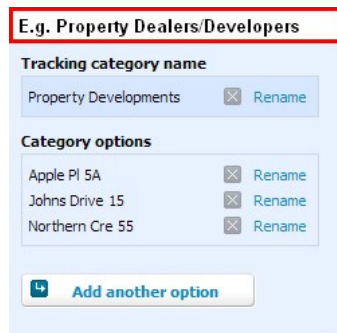 E.g. Property Dealers/Developers
Tracking category name
Property Developments Rename
Category options
Apple Pl 5A Rename
Johns Drive 15 Rename
Northern Cre 55 Rename
Add another option